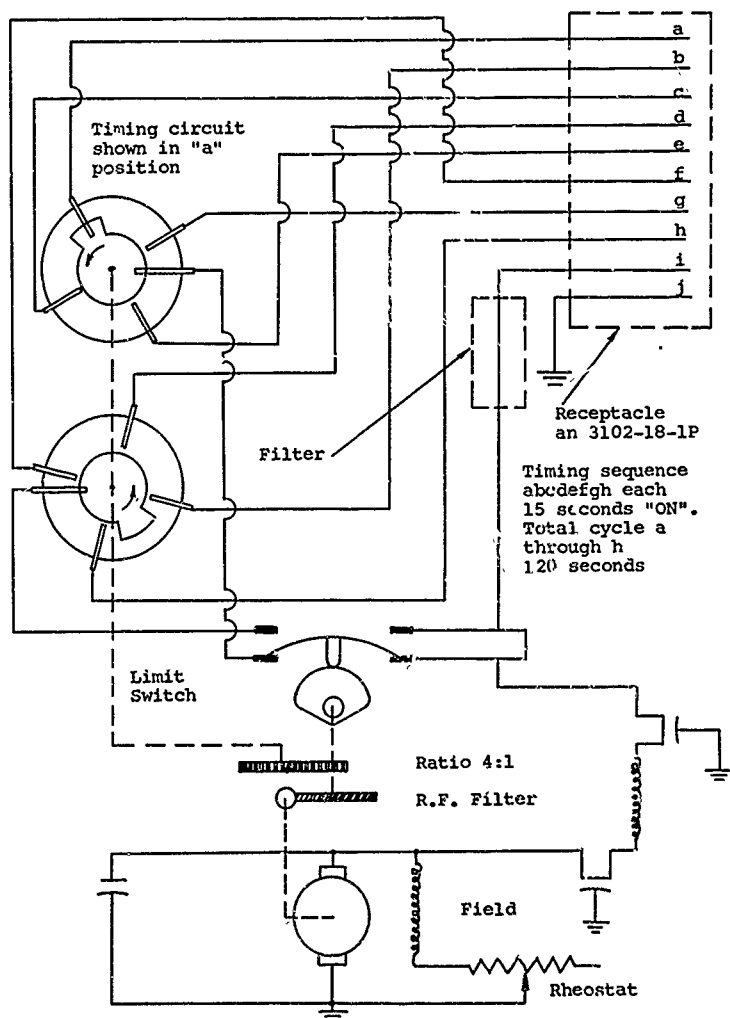 a
b
c
d
e
f
g
h
i
j
Timing circuit
shown in "a"
position
Receptacle
an 3102-18-1P
Filter
Timing sequence
abcdefgh each
15 seconds "ON".
Total cycle a
through h
120 seconds
Limit
Switch
Ratio 4:1
R.F. Filter
Field
Rheostat